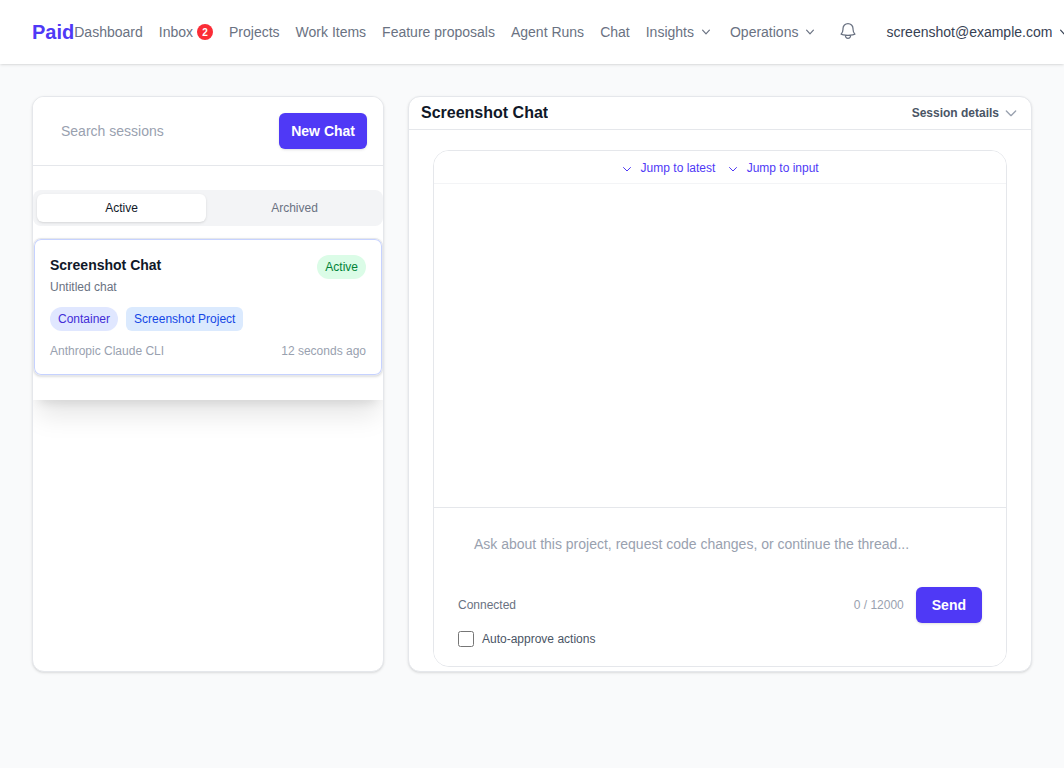 Paid Dashboard Inbox 2 Projects Work Items Feature proposals Agent Runs Chat Insights Operations screenshot@example.com
Search sessions New Chat
Active Archived
Screenshot Chat Active
Untitled chat
Container Screenshot Project
Anthropic Claude CLI 12 seconds ago
Screenshot Chat Session details
Jump to latest Jump to input
Ask about this project, request code changes, or continue the thread...
Connected 0 / 12000 Send
Auto-approve actions